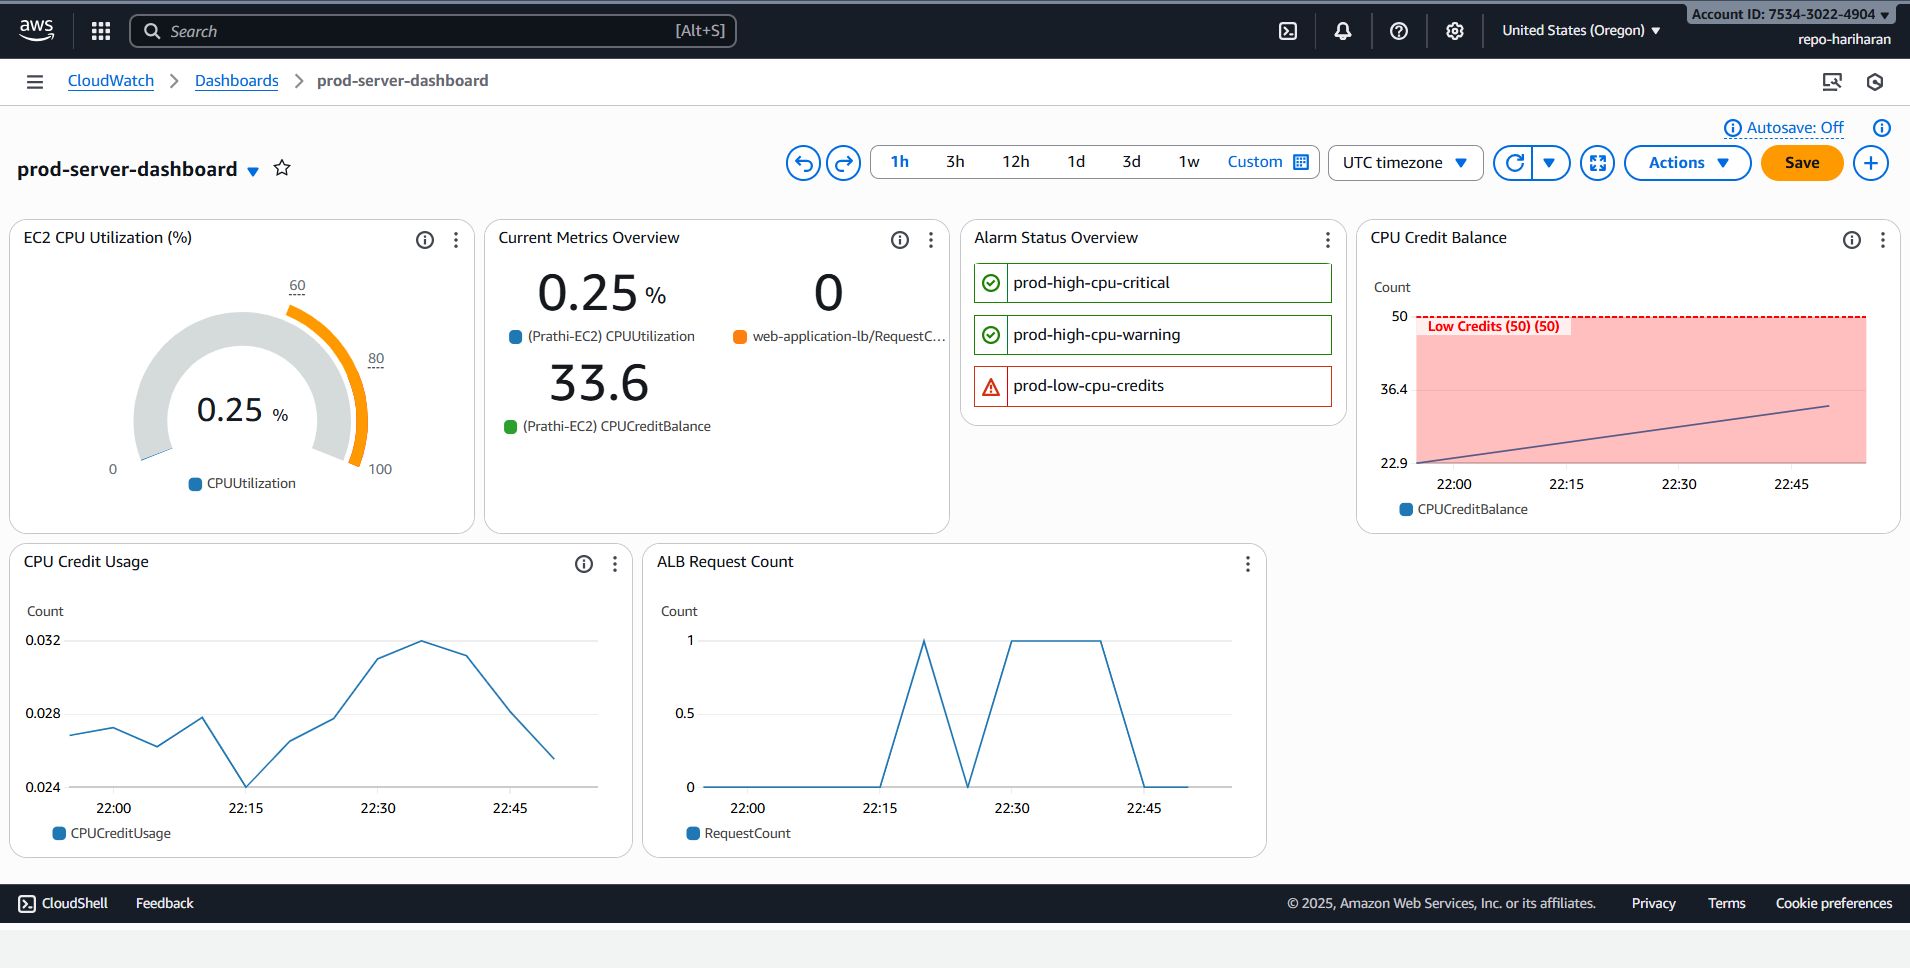 aws
Search [Alt+S]
United States (Oregon)
Account ID: 7534-3022-4904
repo-hariharan
CloudWatch
Dashboards
prod-server-dashboard
Autosave: Off
prod-server-dashboard
1h 3h 12h 1d 3d 1w Custom
UTC timezone
Actions
Save
EC2 CPU Utilization (%)
60
80
0.25 %
0
100
CPUUtilization
Current Metrics Overview
0.25 %
(Prathi-EC2) CPUUtilization
0
web-application-lb/RequestC...
33.6
(Prathi-EC2) CPUCreditBalance
Alarm Status Overview
prod-high-cpu-critical
prod-high-cpu-warning
prod-low-cpu-credits
CPU Credit Balance
Count
50
Low Credits (50) (50)
36.4
22.9
22:00 22:15 22:30 22:45
CPUCreditBalance
CPU Credit Usage
Count
0.032
0.028
0.024
22:00 22:15 22:30 22:45
CPUCreditUsage
ALB Request Count
Count
1
0.5
0
22:00 22:15 22:30 22:45
RequestCount
CloudShell
Feedback
© 2025, Amazon Web Services, Inc. or its affiliates.
Privacy
Terms
Cookie preferences